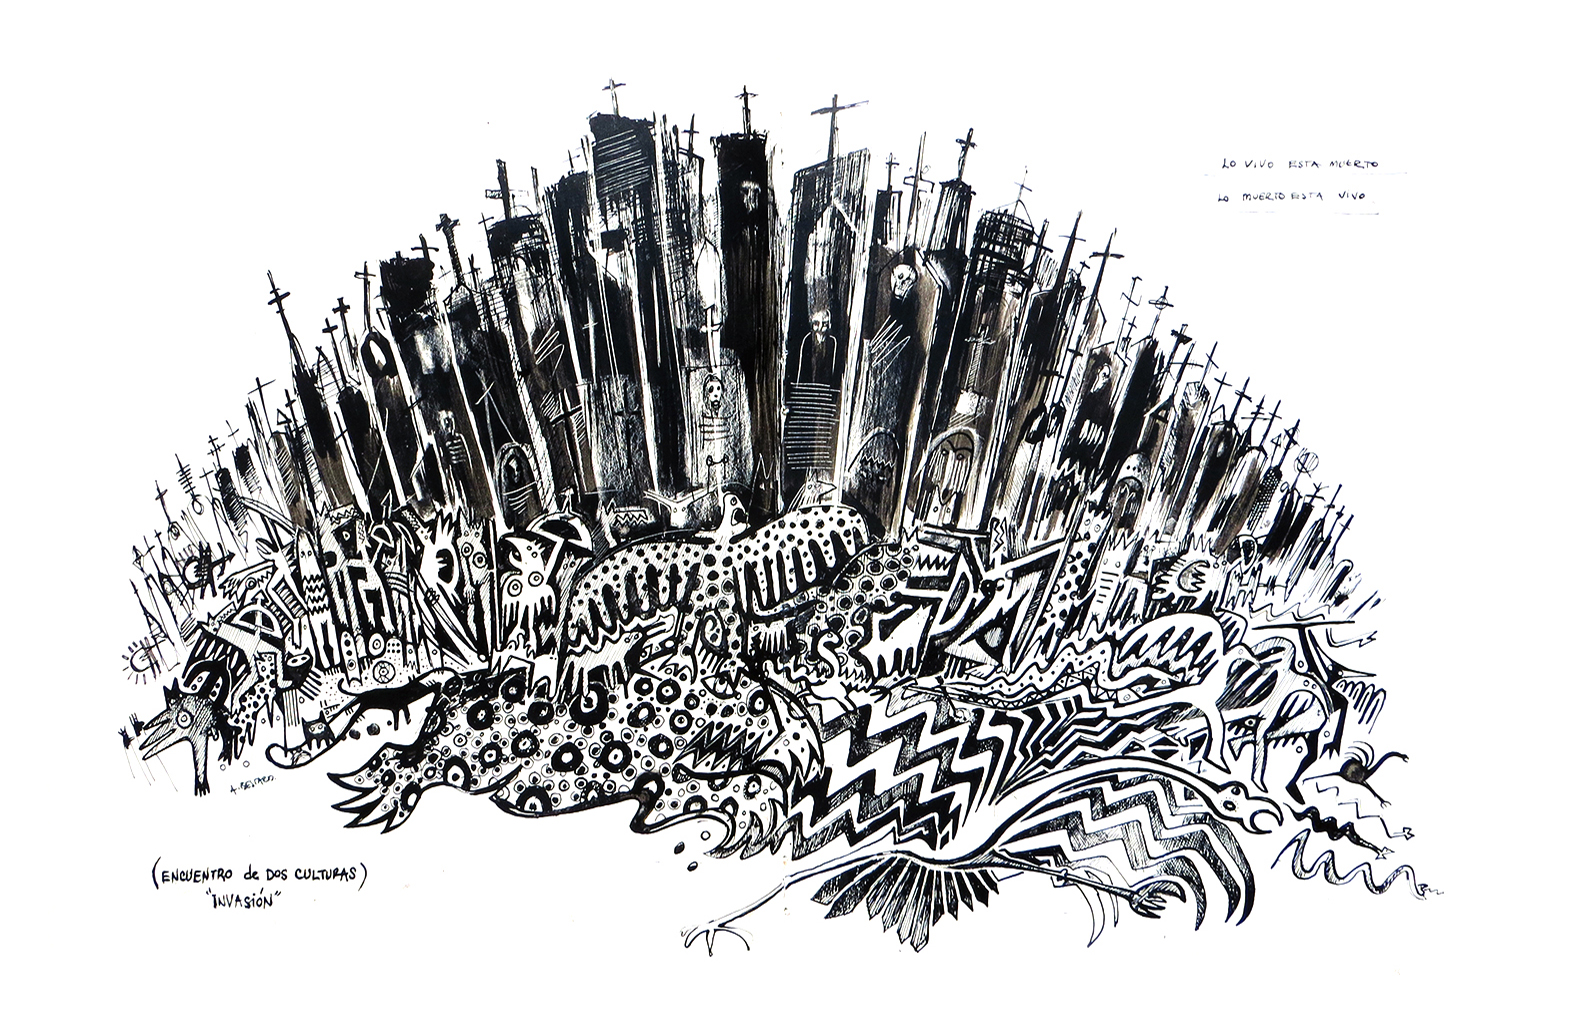 LO VIVO ESTA MUERTO
LO MUERTO ESTA VIVO
(ENCUENTRO de DOS CULTURAS)
"INVASIÓN"